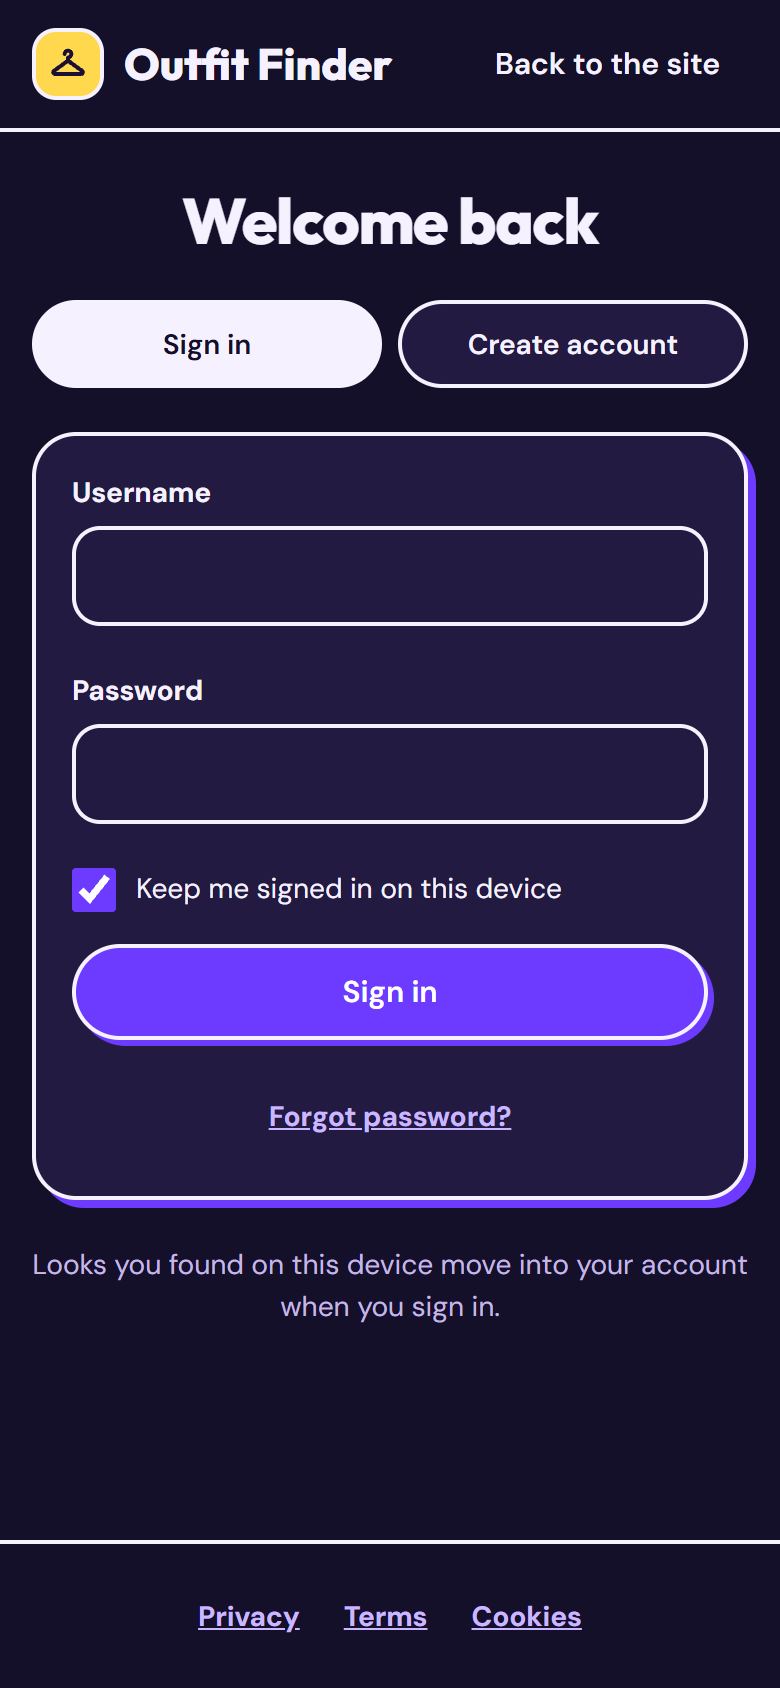 Outfit Finder
Back to the site
Welcome back
Sign in
Create account
Username
Password
Keep me signed in on this device
Sign in
Forgot password?
Looks you found on this device move into your account
when you sign in.
Privacy
Terms
Cookies